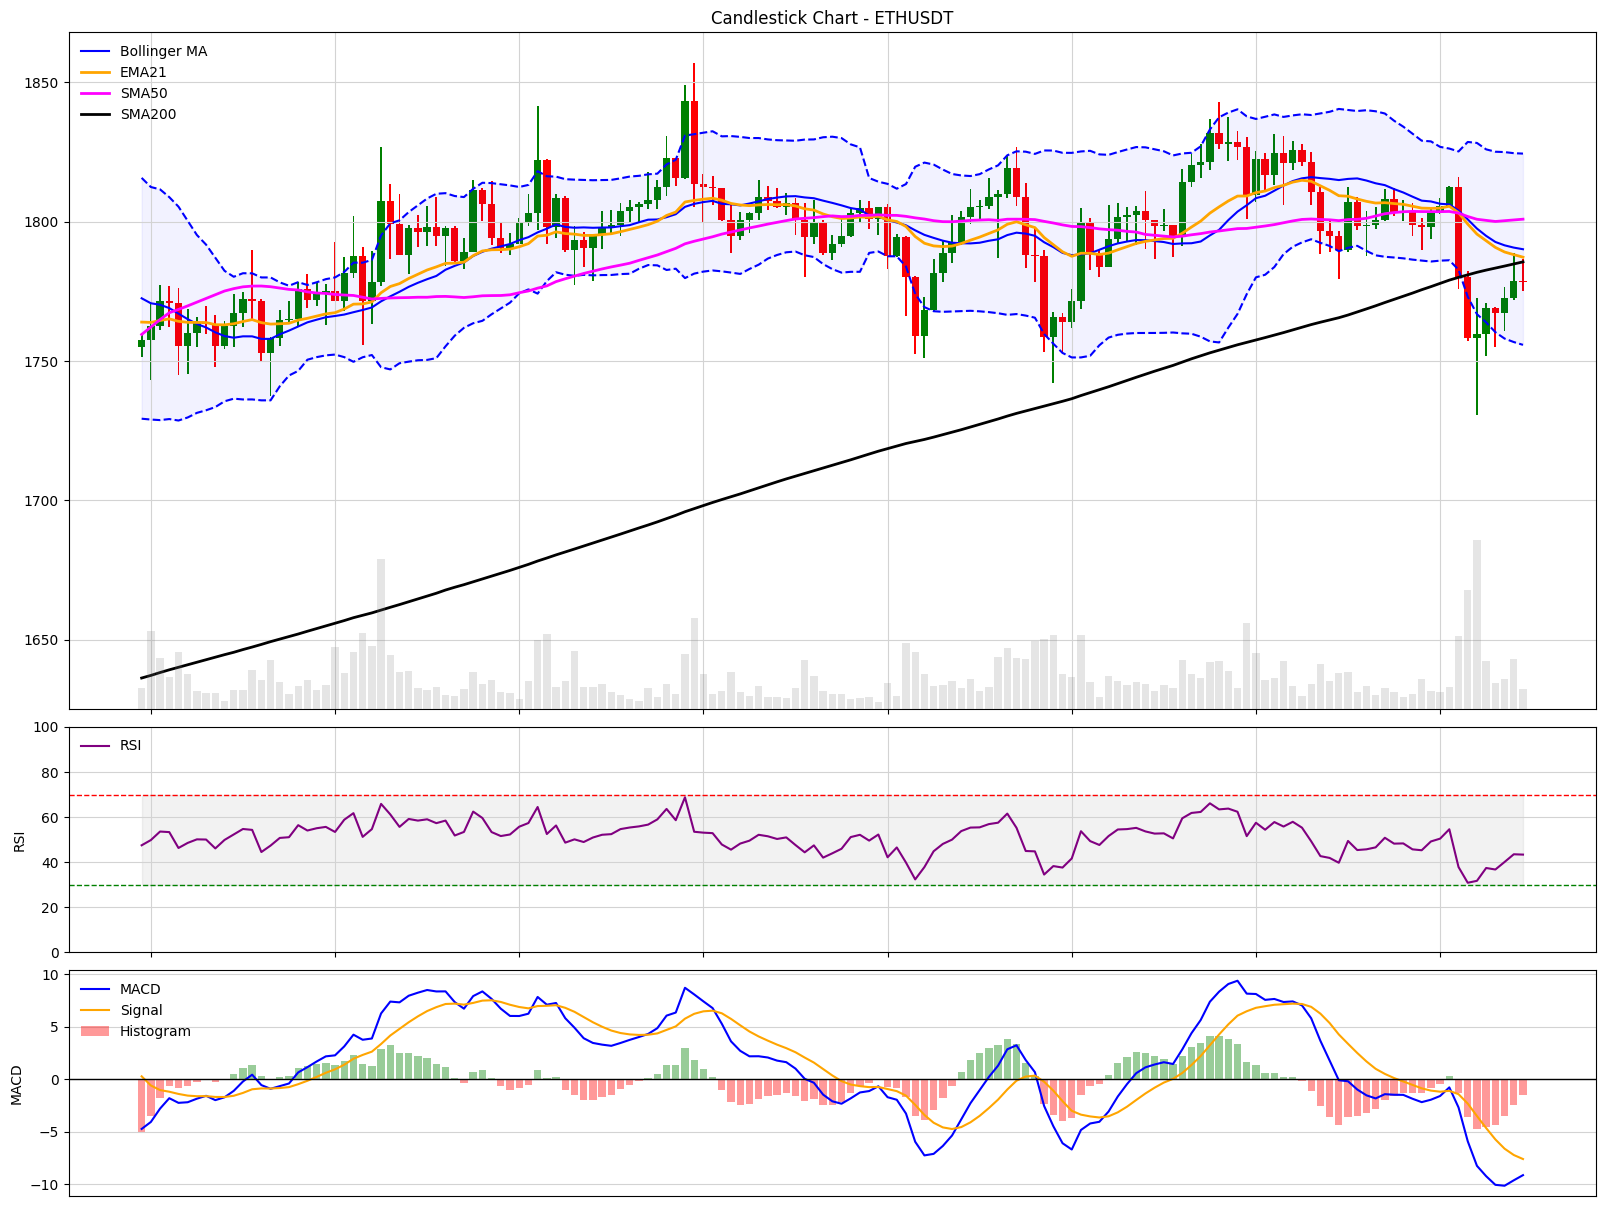 Candlestick Chart - ETHUSDT
Bollinger MA
EMA21
SMA50
SMA200
1850
1800
1750
1700
1650
RSI
100
80
60
40
20
0
RSI
MACD
Signal
Histogram
10
5
0
−5
−10
MACD